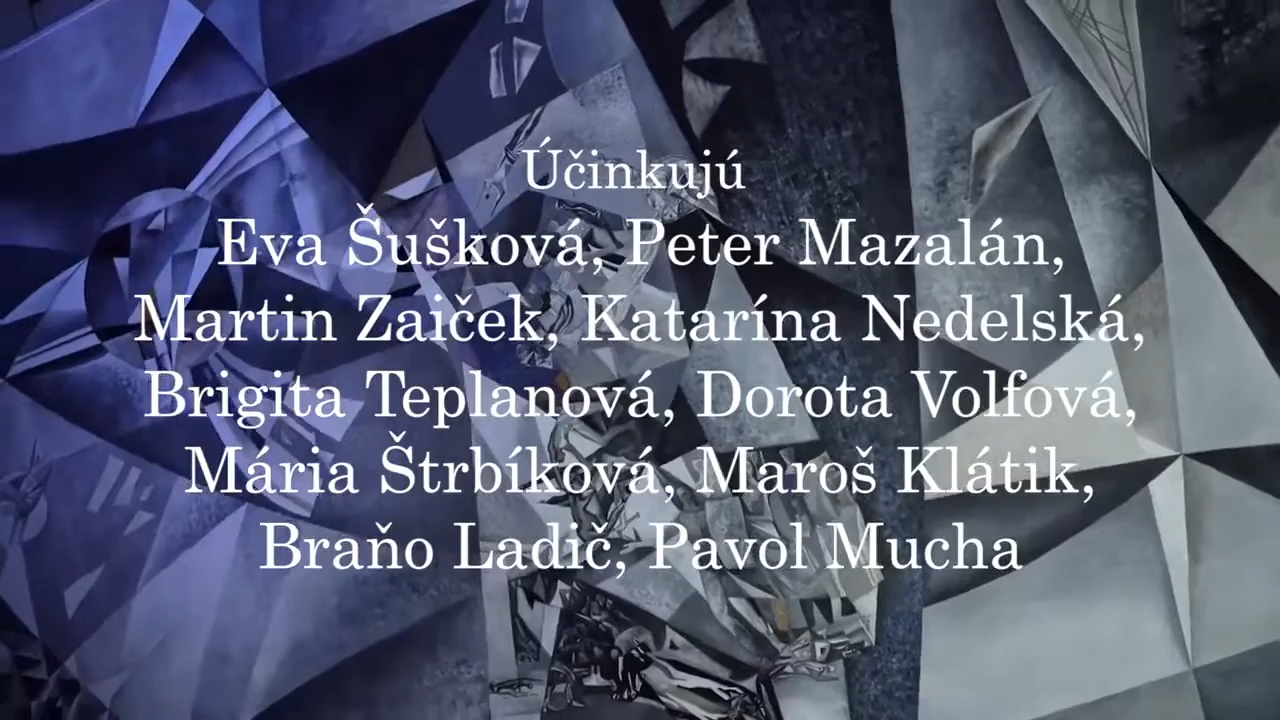 Účinkujú
Eva Šušková, Peter Mazalán,
Martin Zaiček, Katarína Nedelská,
Brigita Teplanová, Dorota Volfová,
Mária Štrbíková, Maroš Klátik,
Braňo Ladič, Pavol Mucha